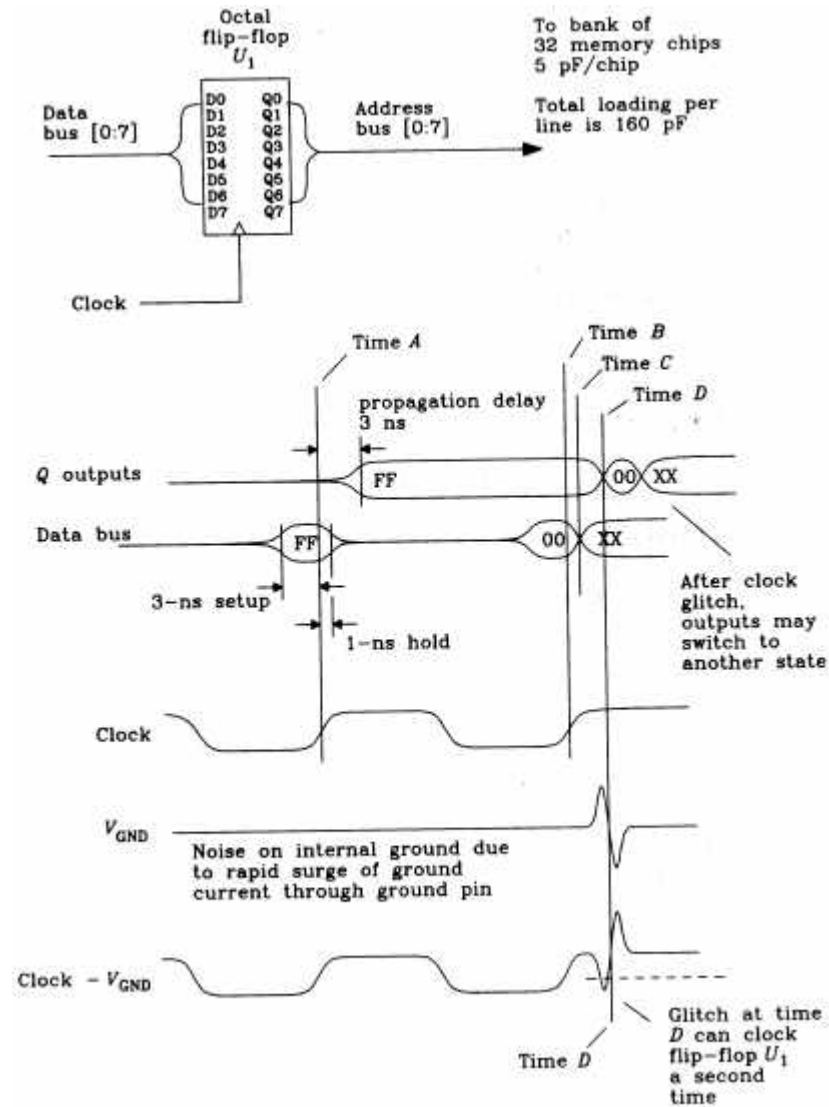 Octal
flip-flop
U1
To bank of
32 memory chips
5 pF/chip
Total loading per
line is 160 pF
Data
bus [0:7]
D0 Q0
D1 Q1
D2 Q2
D3 Q3
D4 Q4
D5 Q5
D6 Q6
D7 Q7
Address
bus [0:7]
Clock
Time A
Time B
Time C
Time D
propagation delay
3 ns
Q outputs
FF
00
XX
Data bus
FF
00
XX
3-ns setup
1-ns hold
After clock
glitch,
outputs may
switch to
another state
Clock
VGND
Noise on internal ground due
to rapid surge of ground
current through ground pin
Clock - VGND
Time D
Glitch at time
D can clock
flip-flop U1
a second
time